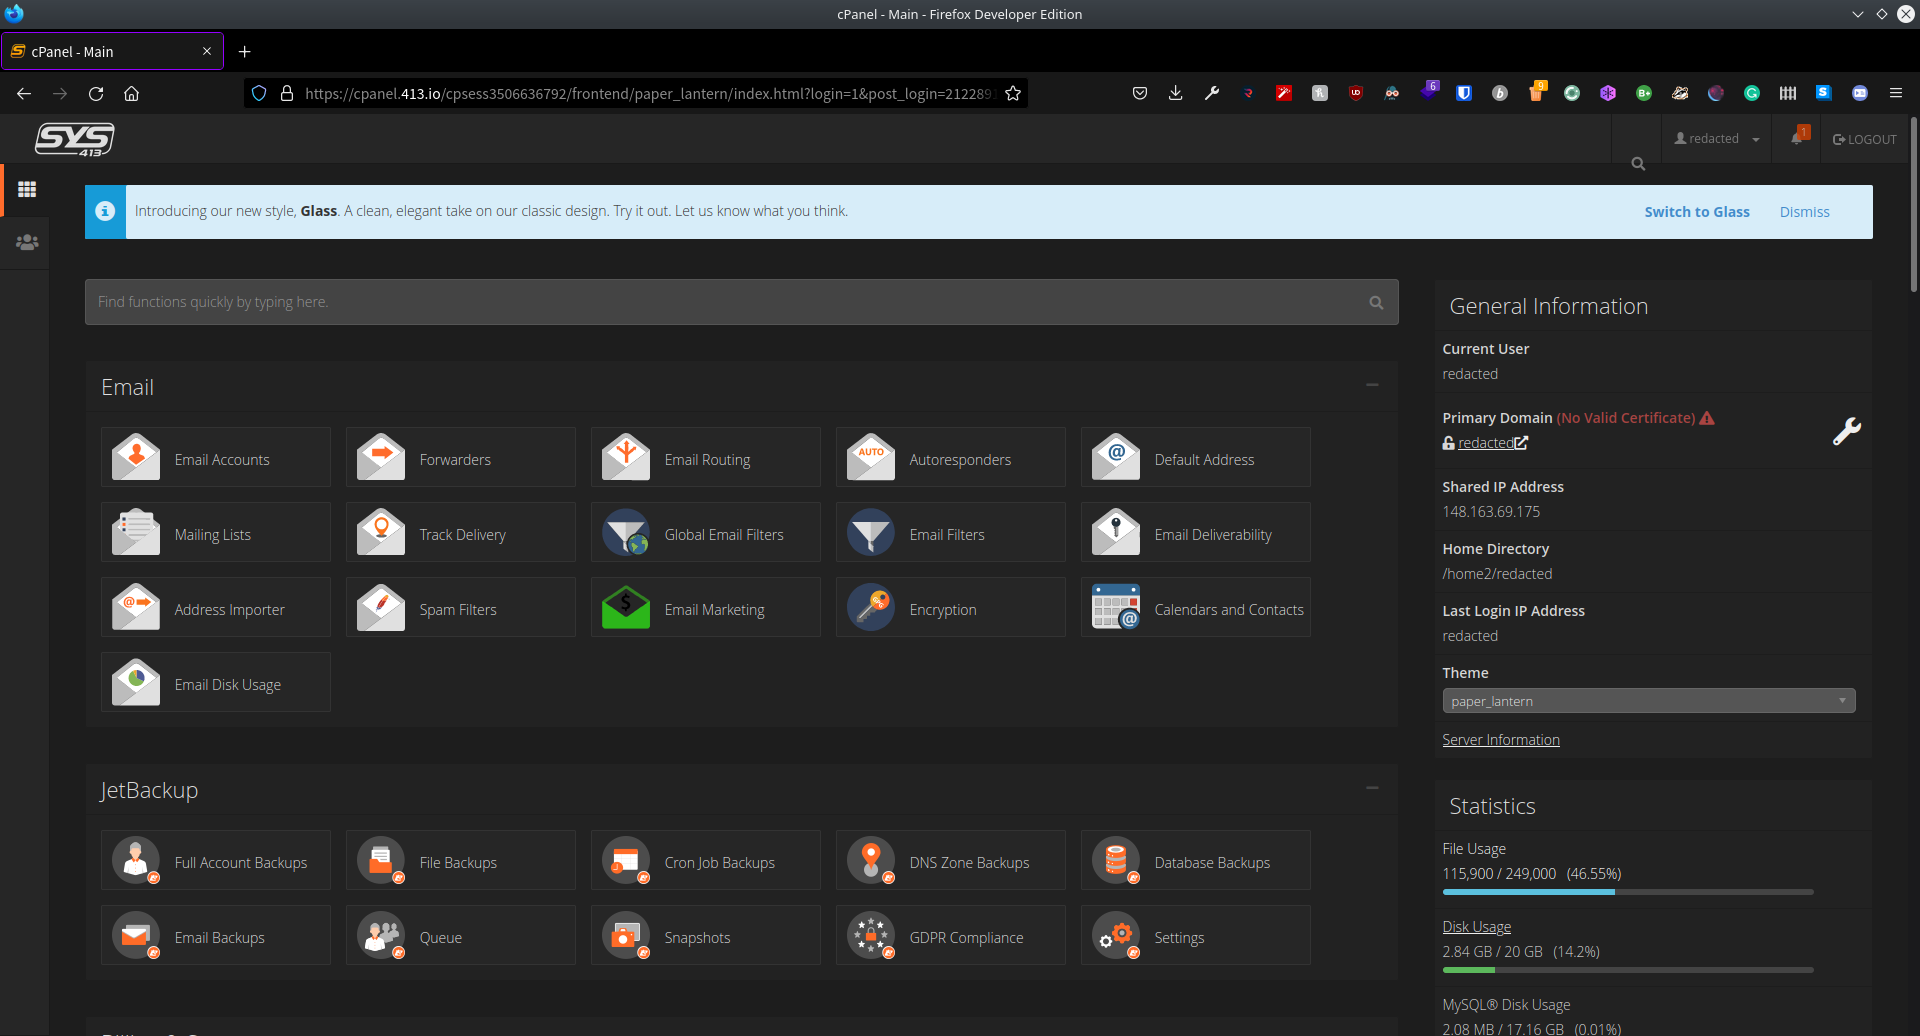 cPanel - Main - Firefox Developer Edition
cPanel - Main
https://cpanel.413.io/cpsess3506636792/frontend/paper_lantern/index.html?login=1&post_login=2122891
SYS
413
redacted
1
LOGOUT
Introducing our new style, Glass. A clean, elegant take on our classic design. Try it out. Let us know what you think.
Switch to Glass
Dismiss
Find functions quickly by typing here.
Email
Email Accounts
Forwarders
Email Routing
AUTO
Autoresponders
Default Address
Mailing Lists
Track Delivery
Global Email Filters
Email Filters
Email Deliverability
Address Importer
Spam Filters
Email Marketing
Encryption
Calendars and Contacts
Email Disk Usage
JetBackup
Full Account Backups
File Backups
Cron Job Backups
DNS Zone Backups
Database Backups
Email Backups
Queue
Snapshots
GDPR Compliance
Settings
General Information
Current User
redacted
Primary Domain (No Valid Certificate)
redacted
Shared IP Address
148.163.69.175
Home Directory
/home2/redacted
Last Login IP Address
redacted
Theme
paper_lantern
Server Information
Statistics
File Usage
115,900 / 249,000 (46.55%)
Disk Usage
2.84 GB / 20 GB (14.2%)
MySQL® Disk Usage
2.08 MB / 17.16 GB (0.01%)